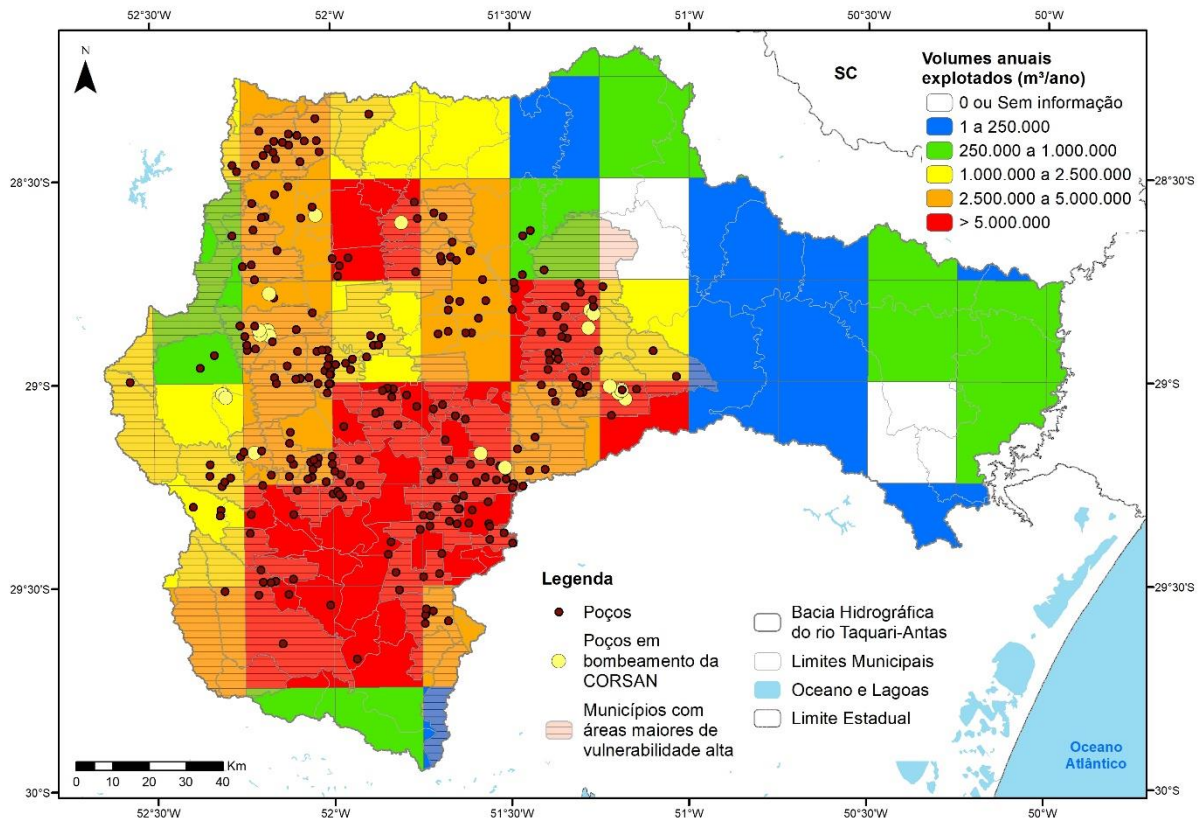 52°30'W
52°W
51°30'W
51°W
50°30'W
50°W
N
SC
Volumes anuais
explotados (m³/ano)
0 ou Sem informação
1 a 250.000
250.000 a 1.000.000
1.000.000 a 2.500.000
2.500.000 a 5.000.000
> 5.000.000
28°30'S
28°30'S
29°S
29°S
29°30'S
29°30'S
30°S
30°S
Legenda
Poços
Poços em
bombeamento da
CORSAN
Municípios com
áreas maiores de
vulnerabilidade alta
Bacia Hidrográfica
do rio Taquari-Antas
Limites Municipais
Oceano e Lagoas
Limite Estadual
Oceano
Atlântico
Km
0 10 20 30 40
52°30'W
52°W
51°30'W
51°W
50°30'W
50°W